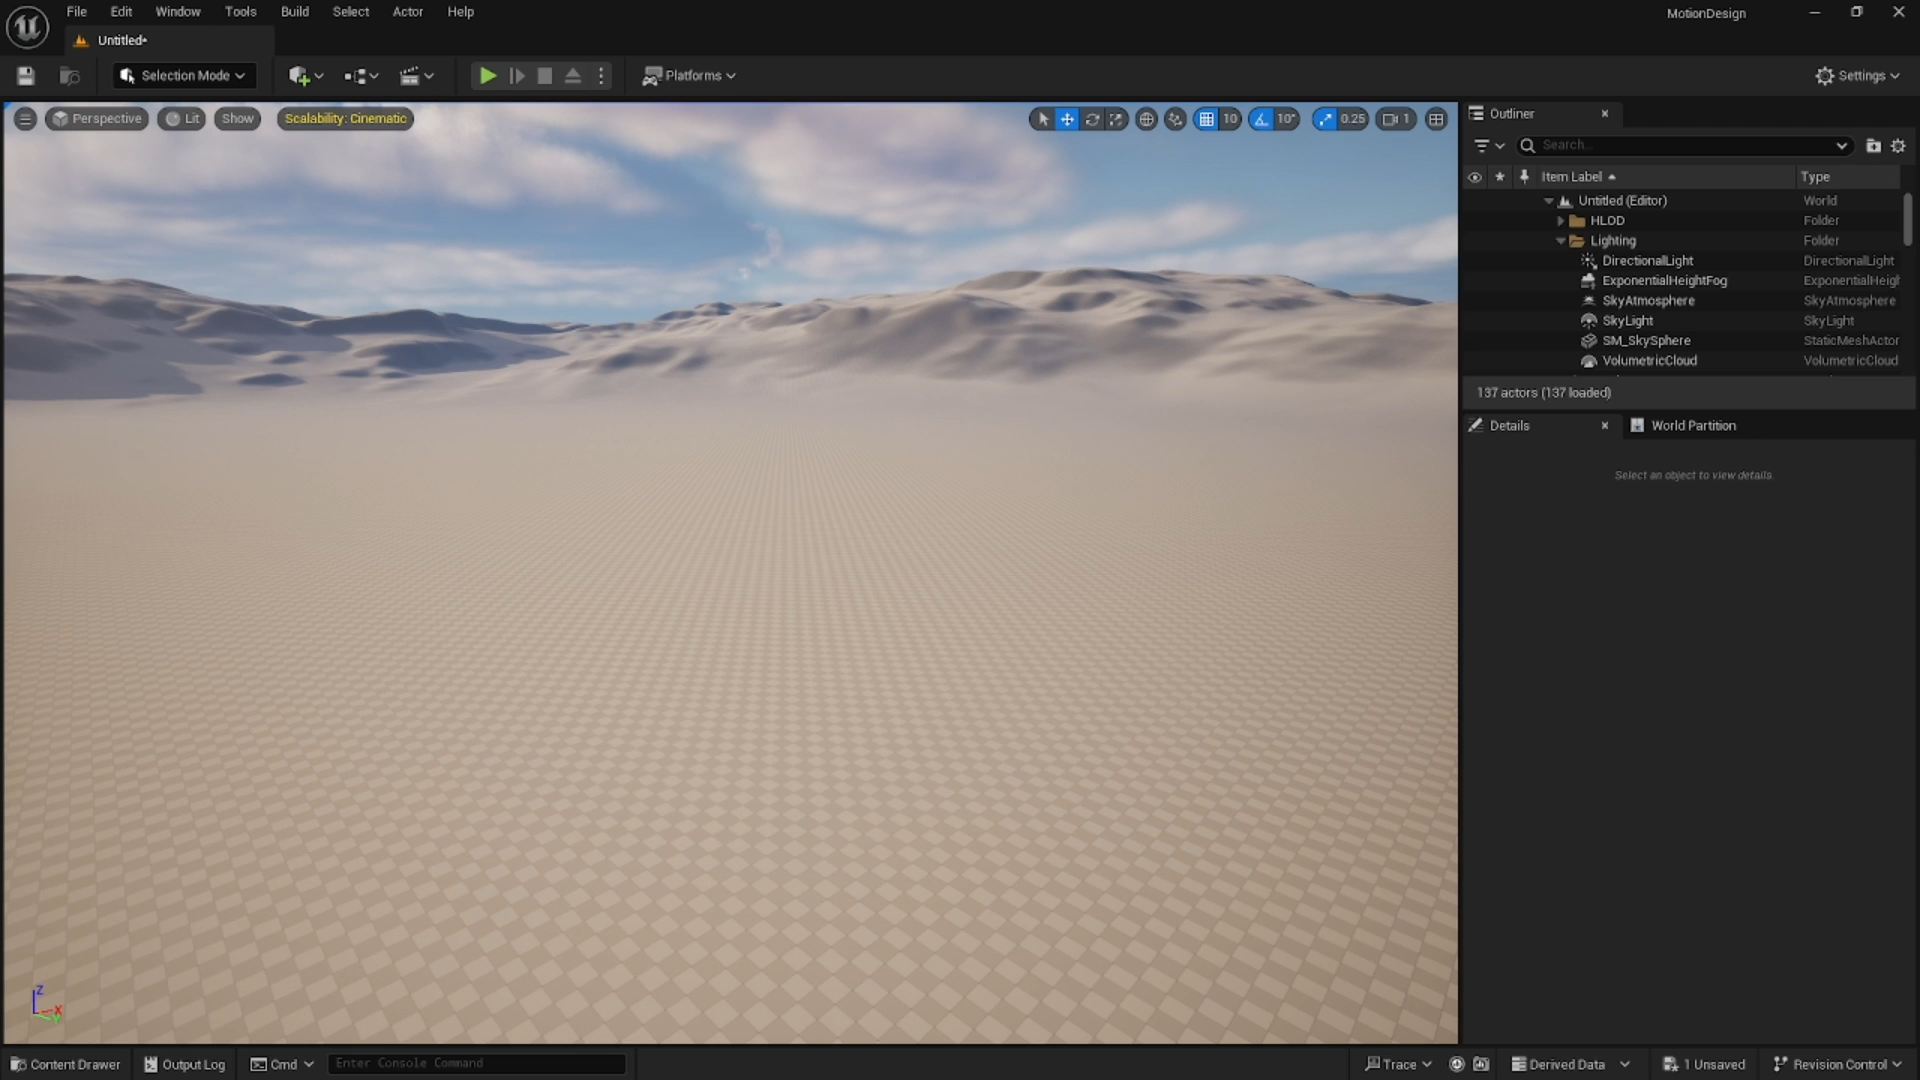 File Edit Window Tools Build Select Actor Help
MotionDesign
Untitled•
Selection Mode
Platforms
Settings
Perspective Lit Show Scalability: Cinematic
10 10° 0.25 1
Outliner
Search...
Item Label Type
Untitled (Editor) World
HLOD Folder
Lighting Folder
DirectionalLight DirectionalLight
ExponentialHeightFog ExponentialHeigh
SkyAtmosphere SkyAtmosphere
SkyLight SkyLight
SM_SkySphere StaticMeshActor
VolumetricCloud VolumetricCloud
137 actors (137 loaded)
Details World Partition
Select an object to view details.
Z
X
Y
Content Drawer Output Log Cmd Enter Console Command
Trace Derived Data 1 Unsaved Revision Control